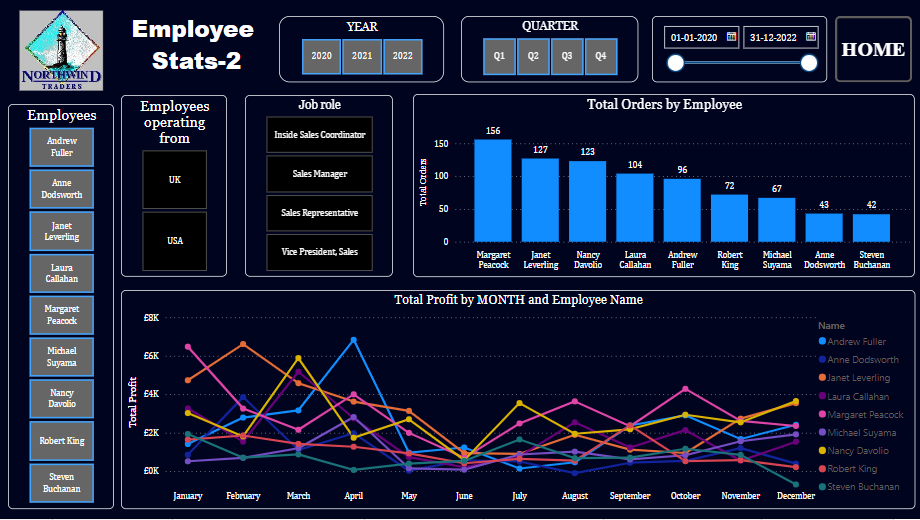 NORTHWIND
TRADERS
Employee
Stats-2
YEAR
2020 2021 2022
QUARTER
Q1 Q2 Q3 Q4
01-01-2020 31-12-2022
HOME
Employees
Andrew
Fuller
Anne
Dodsworth
Janet
Leverling
Laura
Callahan
Margaret
Peacock
Michael
Suyama
Nancy
Davolio
Robert King
Steven
Buchanan
Employees
operating
from
UK
USA
Job role
Inside Sales Coordinator
Sales Manager
Sales Representative
Vice President, Sales
Total Orders by Employee
Total Orders
150
100
50
0
156 127 123 104 96 72 67 43 42
Margaret Janet Nancy Laura Andrew Robert Michael Anne Steven
Peacock Leverling Davolio Callahan Fuller King Suyama Dodsworth Buchanan
Total Profit by MONTH and Employee Name
Total Profit
£8K
£6K
£4K
£2K
£0K
January February March April May June July August September October November December
Name
Andrew Fuller
Anne Dodsworth
Janet Leverling
Laura Callahan
Margaret Peacock
Michael Suyama
Nancy Davolio
Robert King
Steven Buchanan